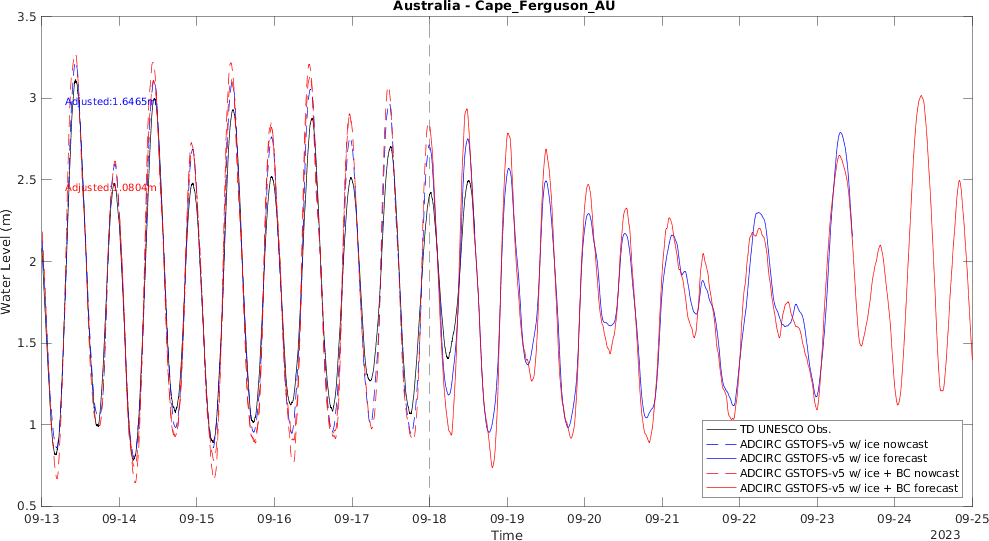 Australia - Cape_Ferguson_AU
3.5
3
2.5
2
1.5
1
0.5
Water Level (m)
Adjusted:1.6465m
Adjusted:1.0804m
TD UNESCO Obs.
ADCIRC GSTOFS-v5 w/ ice nowcast
ADCIRC GSTOFS-v5 w/ ice forecast
ADCIRC GSTOFS-v5 w/ ice + BC nowcast
ADCIRC GSTOFS-v5 w/ ice + BC forecast
09-13 09-14 09-15 09-16 09-17 09-18 09-19 09-20 09-21 09-22 09-23 09-24 09-25
Time
2023